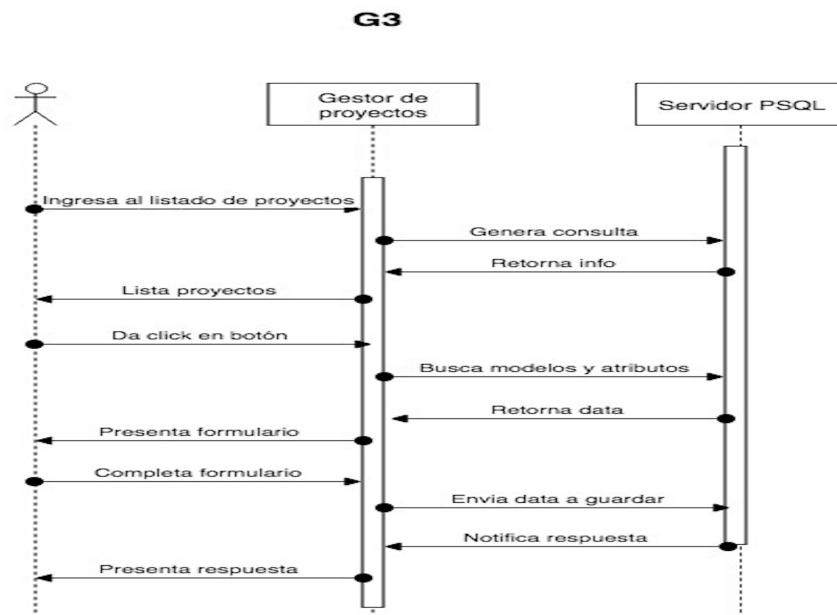 G3
Gestor de
proyectos
Servidor PSQL
Ingresa al listado de proyectos
Genera consulta
Retorna info
Lista proyectos
Da click en botón
Busca modelos y atributos
Retorna data
Presenta formulario
Completa formulario
Envia data a guardar
Notifica respuesta
Presenta respuesta